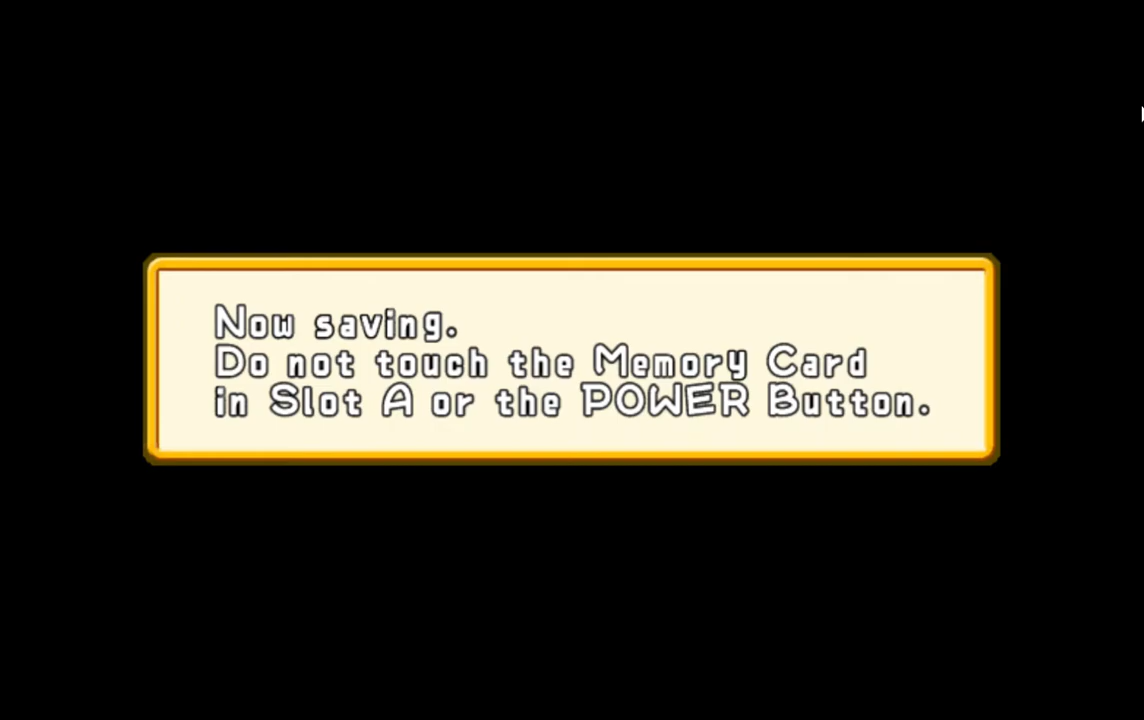 Now saving.
Do not touch the Memory Card
in Slot A or the POWER Button.